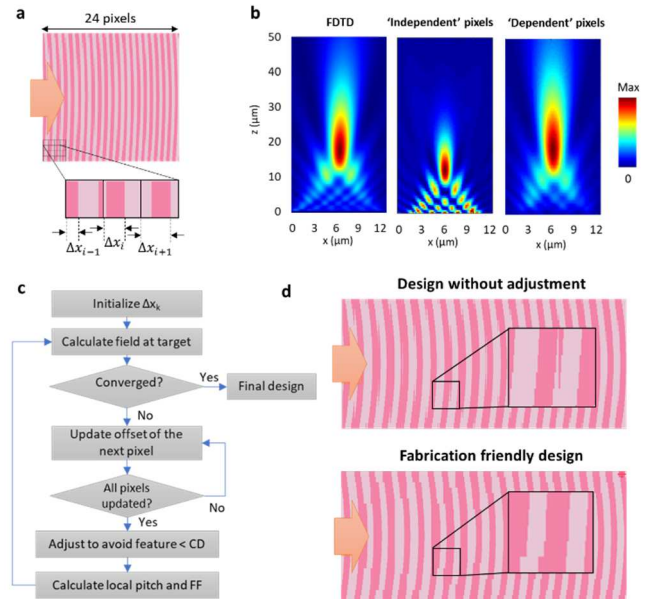 a
24 pixels
Δx_{i-1}
Δx_i
Δx_{i+1}
b
FDTD
'Independent' pixels
'Dependent' pixels
z (μm)
50
40
30
20
10
0
0 3 6 9 12
0 3 6 9 12
0 3 6 9 12
x (μm)
x (μm)
x (μm)
Max
0
c
Initialize Δx_k
Calculate field at target
Converged?
Yes
Final design
No
Update offset of the
next pixel
All pixels
updated?
No
Yes
Adjust to avoid feature < CD
Calculate local pitch and FF
d
Design without adjustment
Fabrication friendly design